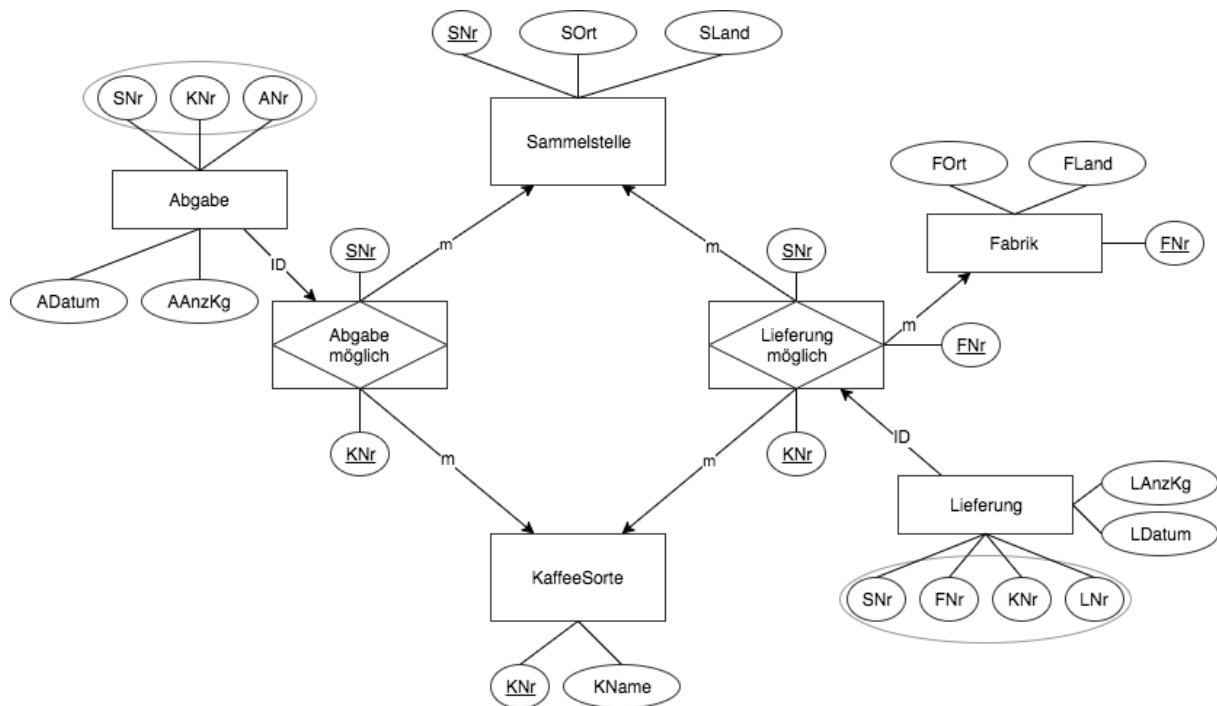 SNr
SOrt
SLand
SNr
KNr
ANr
Sammelstelle
Abgabe
FOrt
FLand
Fabrik
FNr
m
m
SNr
SNr
ID
ADatum
AAnzKg
m
Abgabe
möglich
Lieferung
möglich
FNr
KNr
KNr
m
m
ID
LAnzKg
Lieferung
LDatum
KaffeeSorte
SNr
FNr
KNr
LNr
KNr
KName